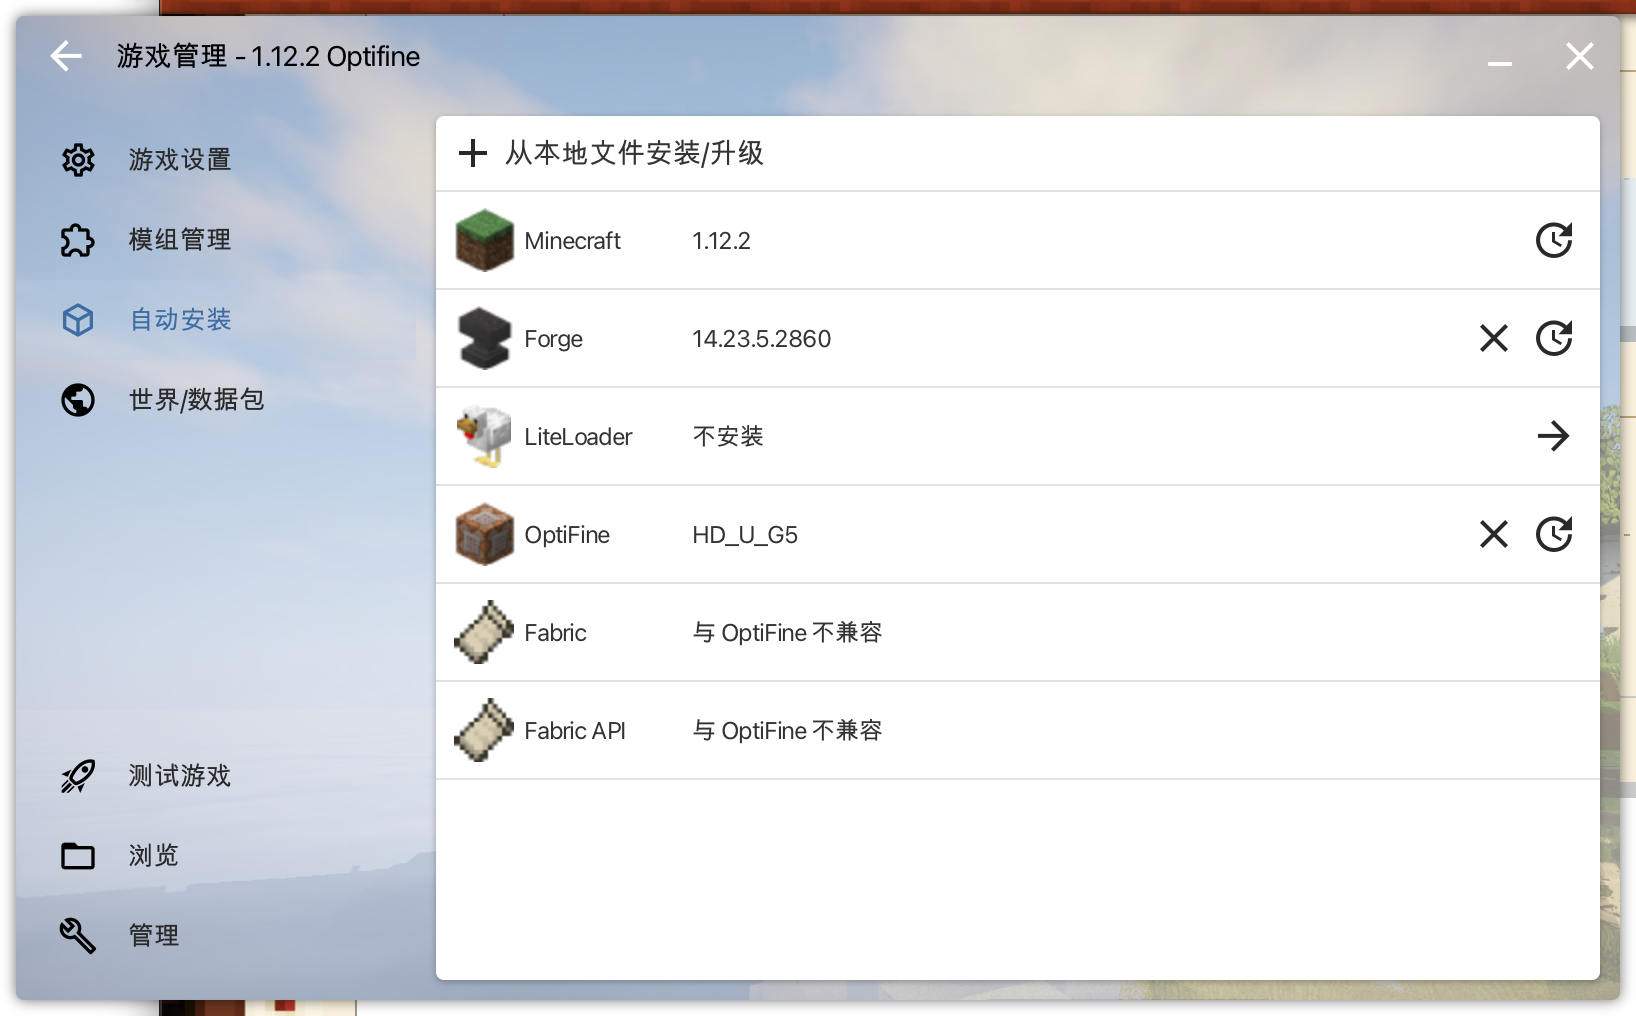 游戏管理 - 1.12.2 Optifine
游戏设置
模组管理
自动安装
世界/数据包
测试游戏
浏览
管理
从本地文件安装/升级
Minecraft 1.12.2
Forge 14.23.5.2860
LiteLoader 不安装
OptiFine HD_U_G5
Fabric 与 OptiFine 不兼容
Fabric API 与 OptiFine 不兼容